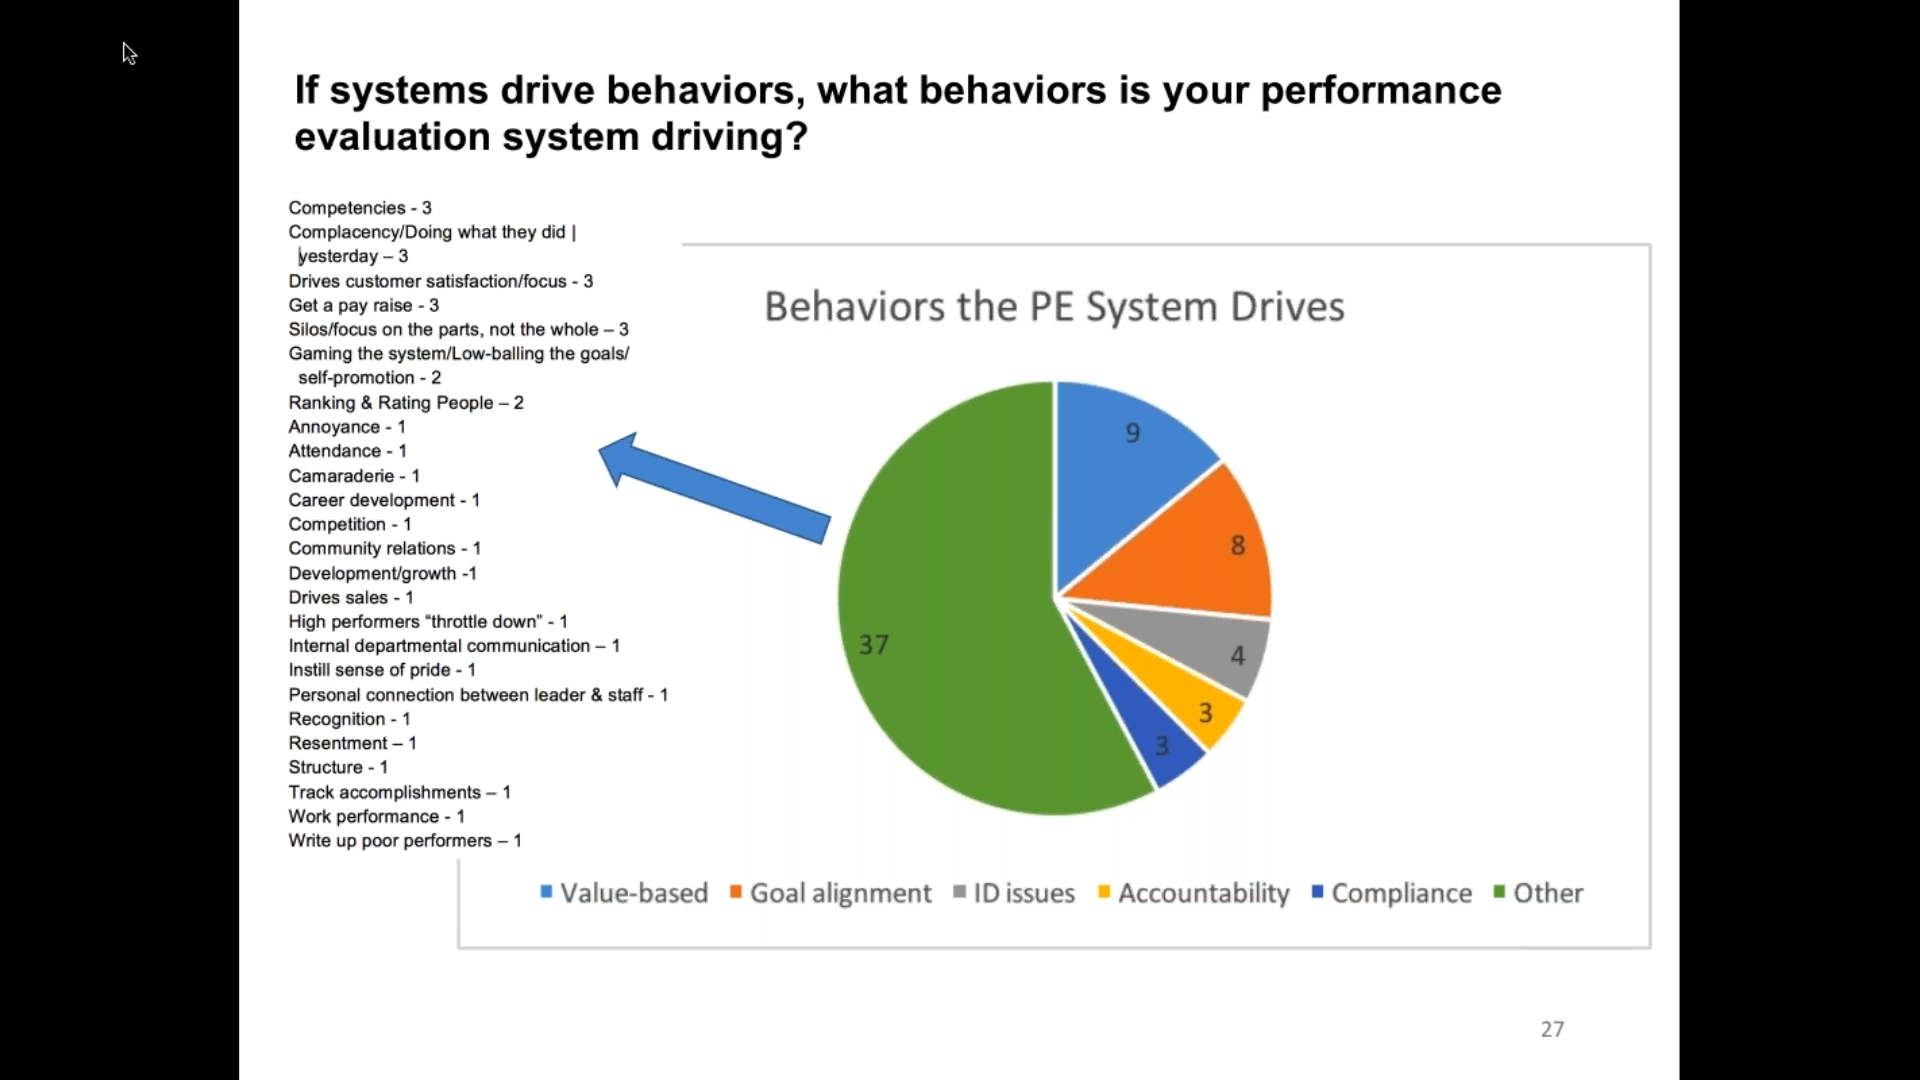 If systems drive behaviors, what behaviors is your performance
evaluation system driving?
Competencies - 3
Complacency/Doing what they did |
yesterday – 3
Drives customer satisfaction/focus - 3
Get a pay raise - 3
Silos/focus on the parts, not the whole – 3
Gaming the system/Low-balling the goals/
self-promotion - 2
Ranking & Rating People – 2
Annoyance - 1
Attendance - 1
Camaraderie - 1
Career development - 1
Competition - 1
Community relations - 1
Development/growth -1
Drives sales - 1
High performers “throttle down” - 1
Internal departmental communication – 1
Instill sense of pride - 1
Personal connection between leader & staff - 1
Recognition - 1
Resentment – 1
Structure - 1
Track accomplishments – 1
Work performance - 1
Write up poor performers – 1
Behaviors the PE System Drives
9
8
4
3
3
37
Value-based Goal alignment ID issues Accountability Compliance Other
27